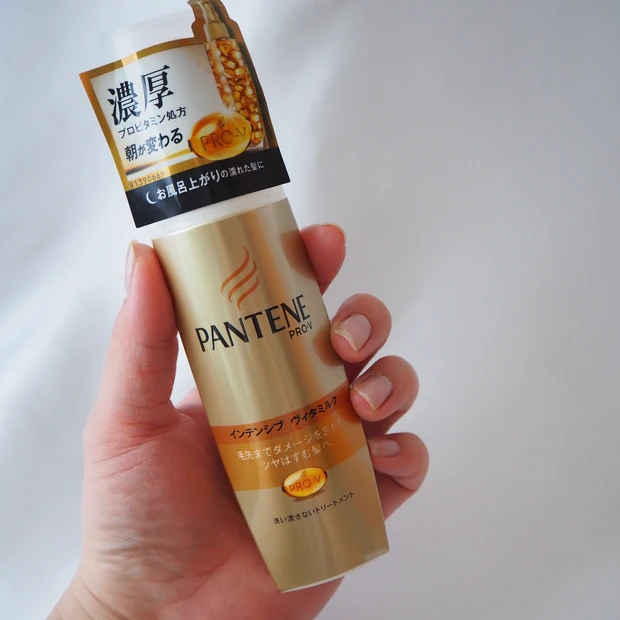 濃厚
プロビタミン処方
朝が変わる
PRO-V
91390669
お風呂上がりの濡れた髪に
PANTENE
PRO-V
インテンシブ ヴィタミルク
毛先までダメージを忘れ
ツヤはずむ髪へ
PRO-V
洗い流さないトリートメント